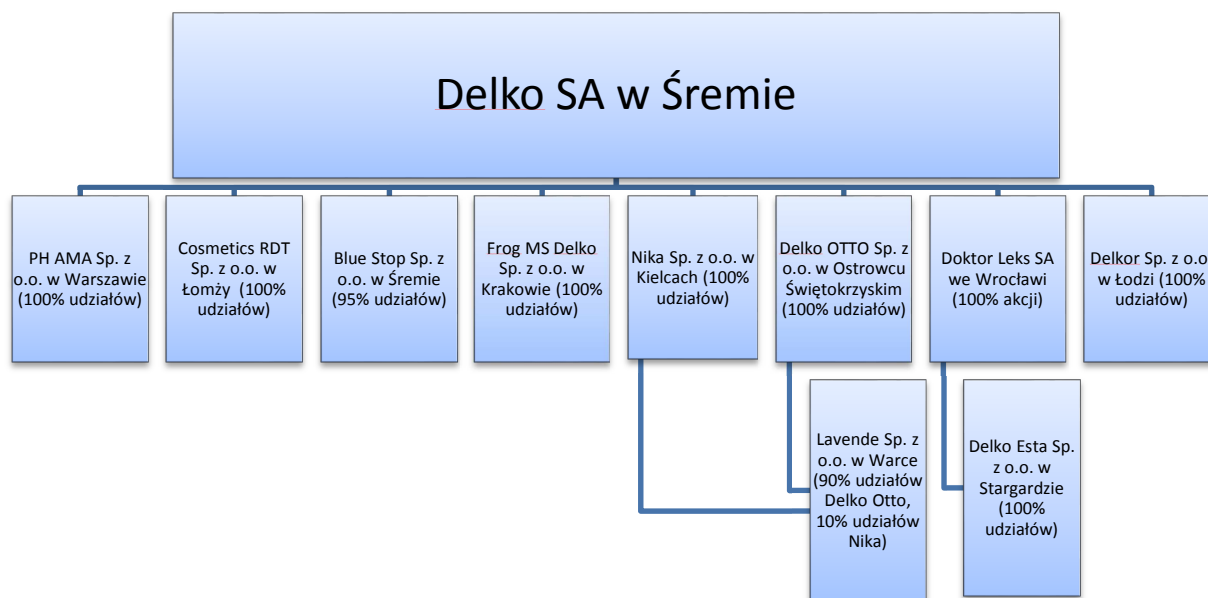 Delko SA w Śremie
PH AMA Sp. z
o.o. w Warszawie
(100% udziałów)
Cosmetics RDT
Sp. z o.o. w
Łomży (100%
udziałów)
Blue Stop Sp. z
o.o. w Śremie
(95% udziałów)
Frog MS Delko
Sp. z o.o. w
Krakowie (100%
udziałów)
Nika Sp. z o.o. w
Kielcach (100%
udziałów)
Delko OTTO Sp. z
o.o. w Ostrowcu
Świętokrzyskim
(100% udziałów)
Doktor Leks SA
we Wrocławi
(100% akcji)
Delkor Sp. z o.o
w Łodzi (100%
udziałów)
Lavende Sp. z
o.o. w Warce
(90% udziałów
Delko Otto,
10% udziałów
Nika)
Delko Esta Sp.
z o.o. w
Stargardzie
(100%
udziałów)